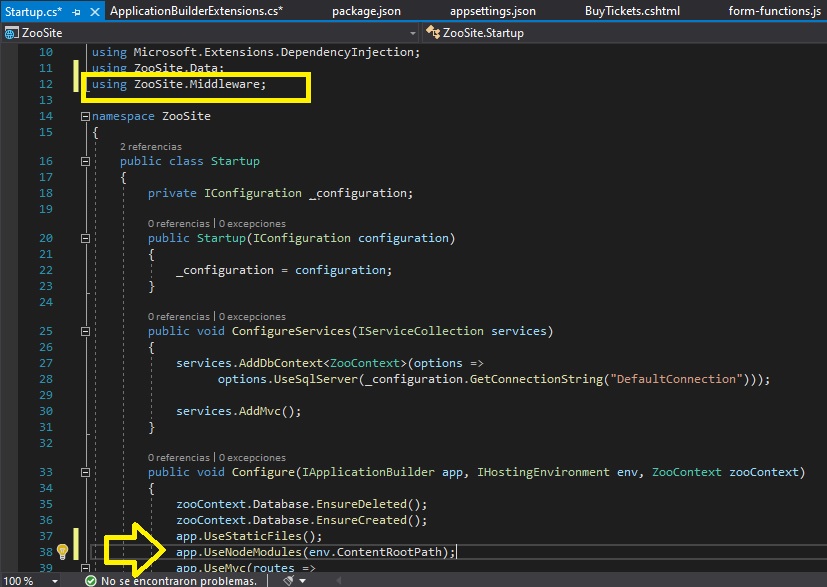 Startup.cs* ApplicationBuilderExtensions.cs* package.json appsettings.json BuyTickets.cshtml form-functions.js
ZooSite ZooSite.Startup
10 using Microsoft.Extensions.DependencyInjection;
11 using ZooSite.Data;
12 using ZooSite.Middleware;
13
14 namespace ZooSite
15 {
2 referencias
16 public class Startup
17 {
18 private IConfiguration _configuration;
19
0 referencias | 0 excepciones
20 public Startup(IConfiguration configuration)
21 {
22 _configuration = configuration;
23 }
24
0 referencias | 0 excepciones
25 public void ConfigureServices(IServiceCollection services)
26 {
27 services.AddDbContext<ZooContext>(options =>
28 options.UseSqlServer(_configuration.GetConnectionString("DefaultConnection")));
29
30 services.AddMvc();
31 }
32
0 referencias | 0 excepciones
33 public void Configure(IApplicationBuilder app, IHostingEnvironment env, ZooContext zooContext)
34 {
35 zooContext.Database.EnsureDeleted();
36 zooContext.Database.EnsureCreated();
37 app.UseStaticFiles();
38 app.UseNodeModules(env.ContentRootPath);
39 app.UseMvc(routes =>
100 % No se encontraron problemas.